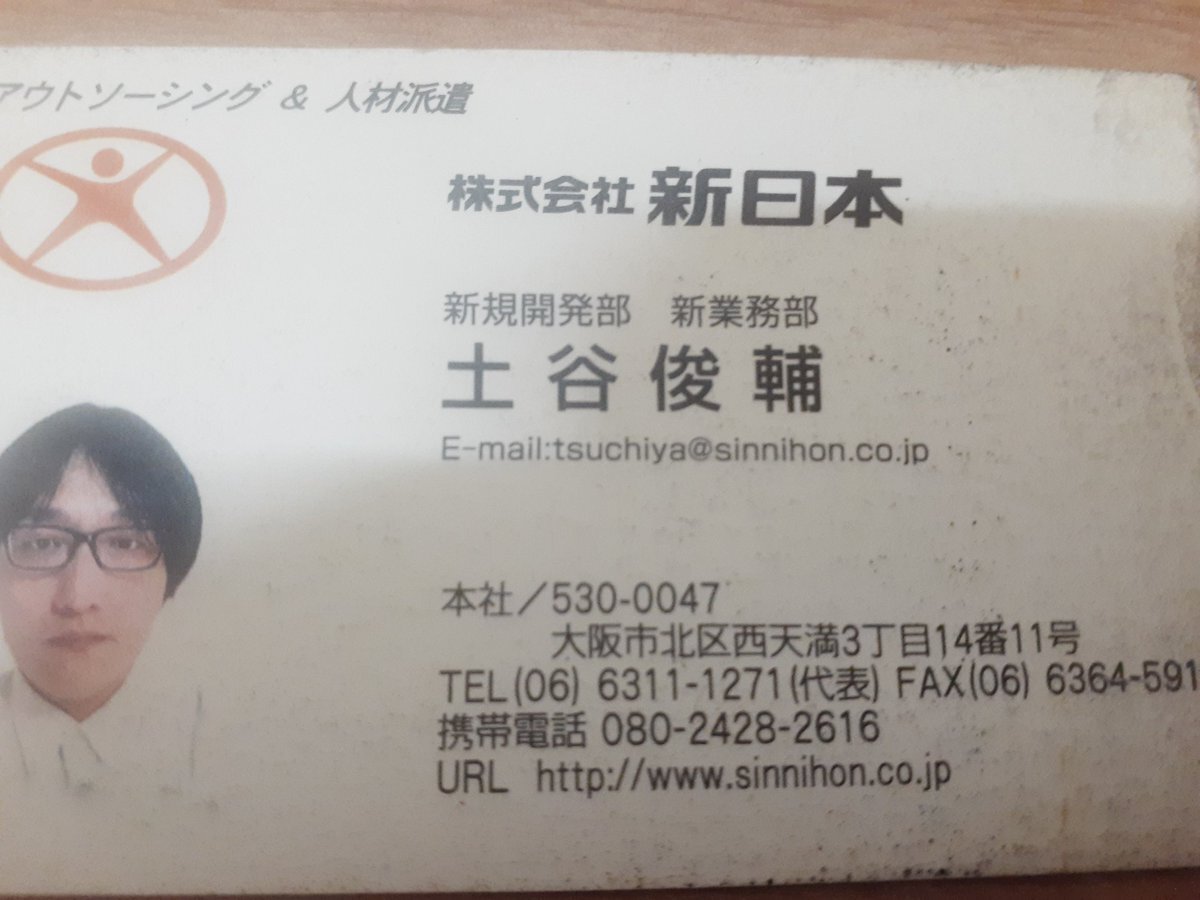 アウトソーシング & 人材派遣
株式会社 新日本
新規開発部 新業務部
土谷俊輔
E-mail:tsuchiya@sinnihon.co.jp
本社/530-0047
大阪市北区西天満3丁目14番11号
TEL(06) 6311-1271(代表) FAX(06) 6364-591
携帯電話 080-2428-2616
URL http://www.sinnihon.co.jp